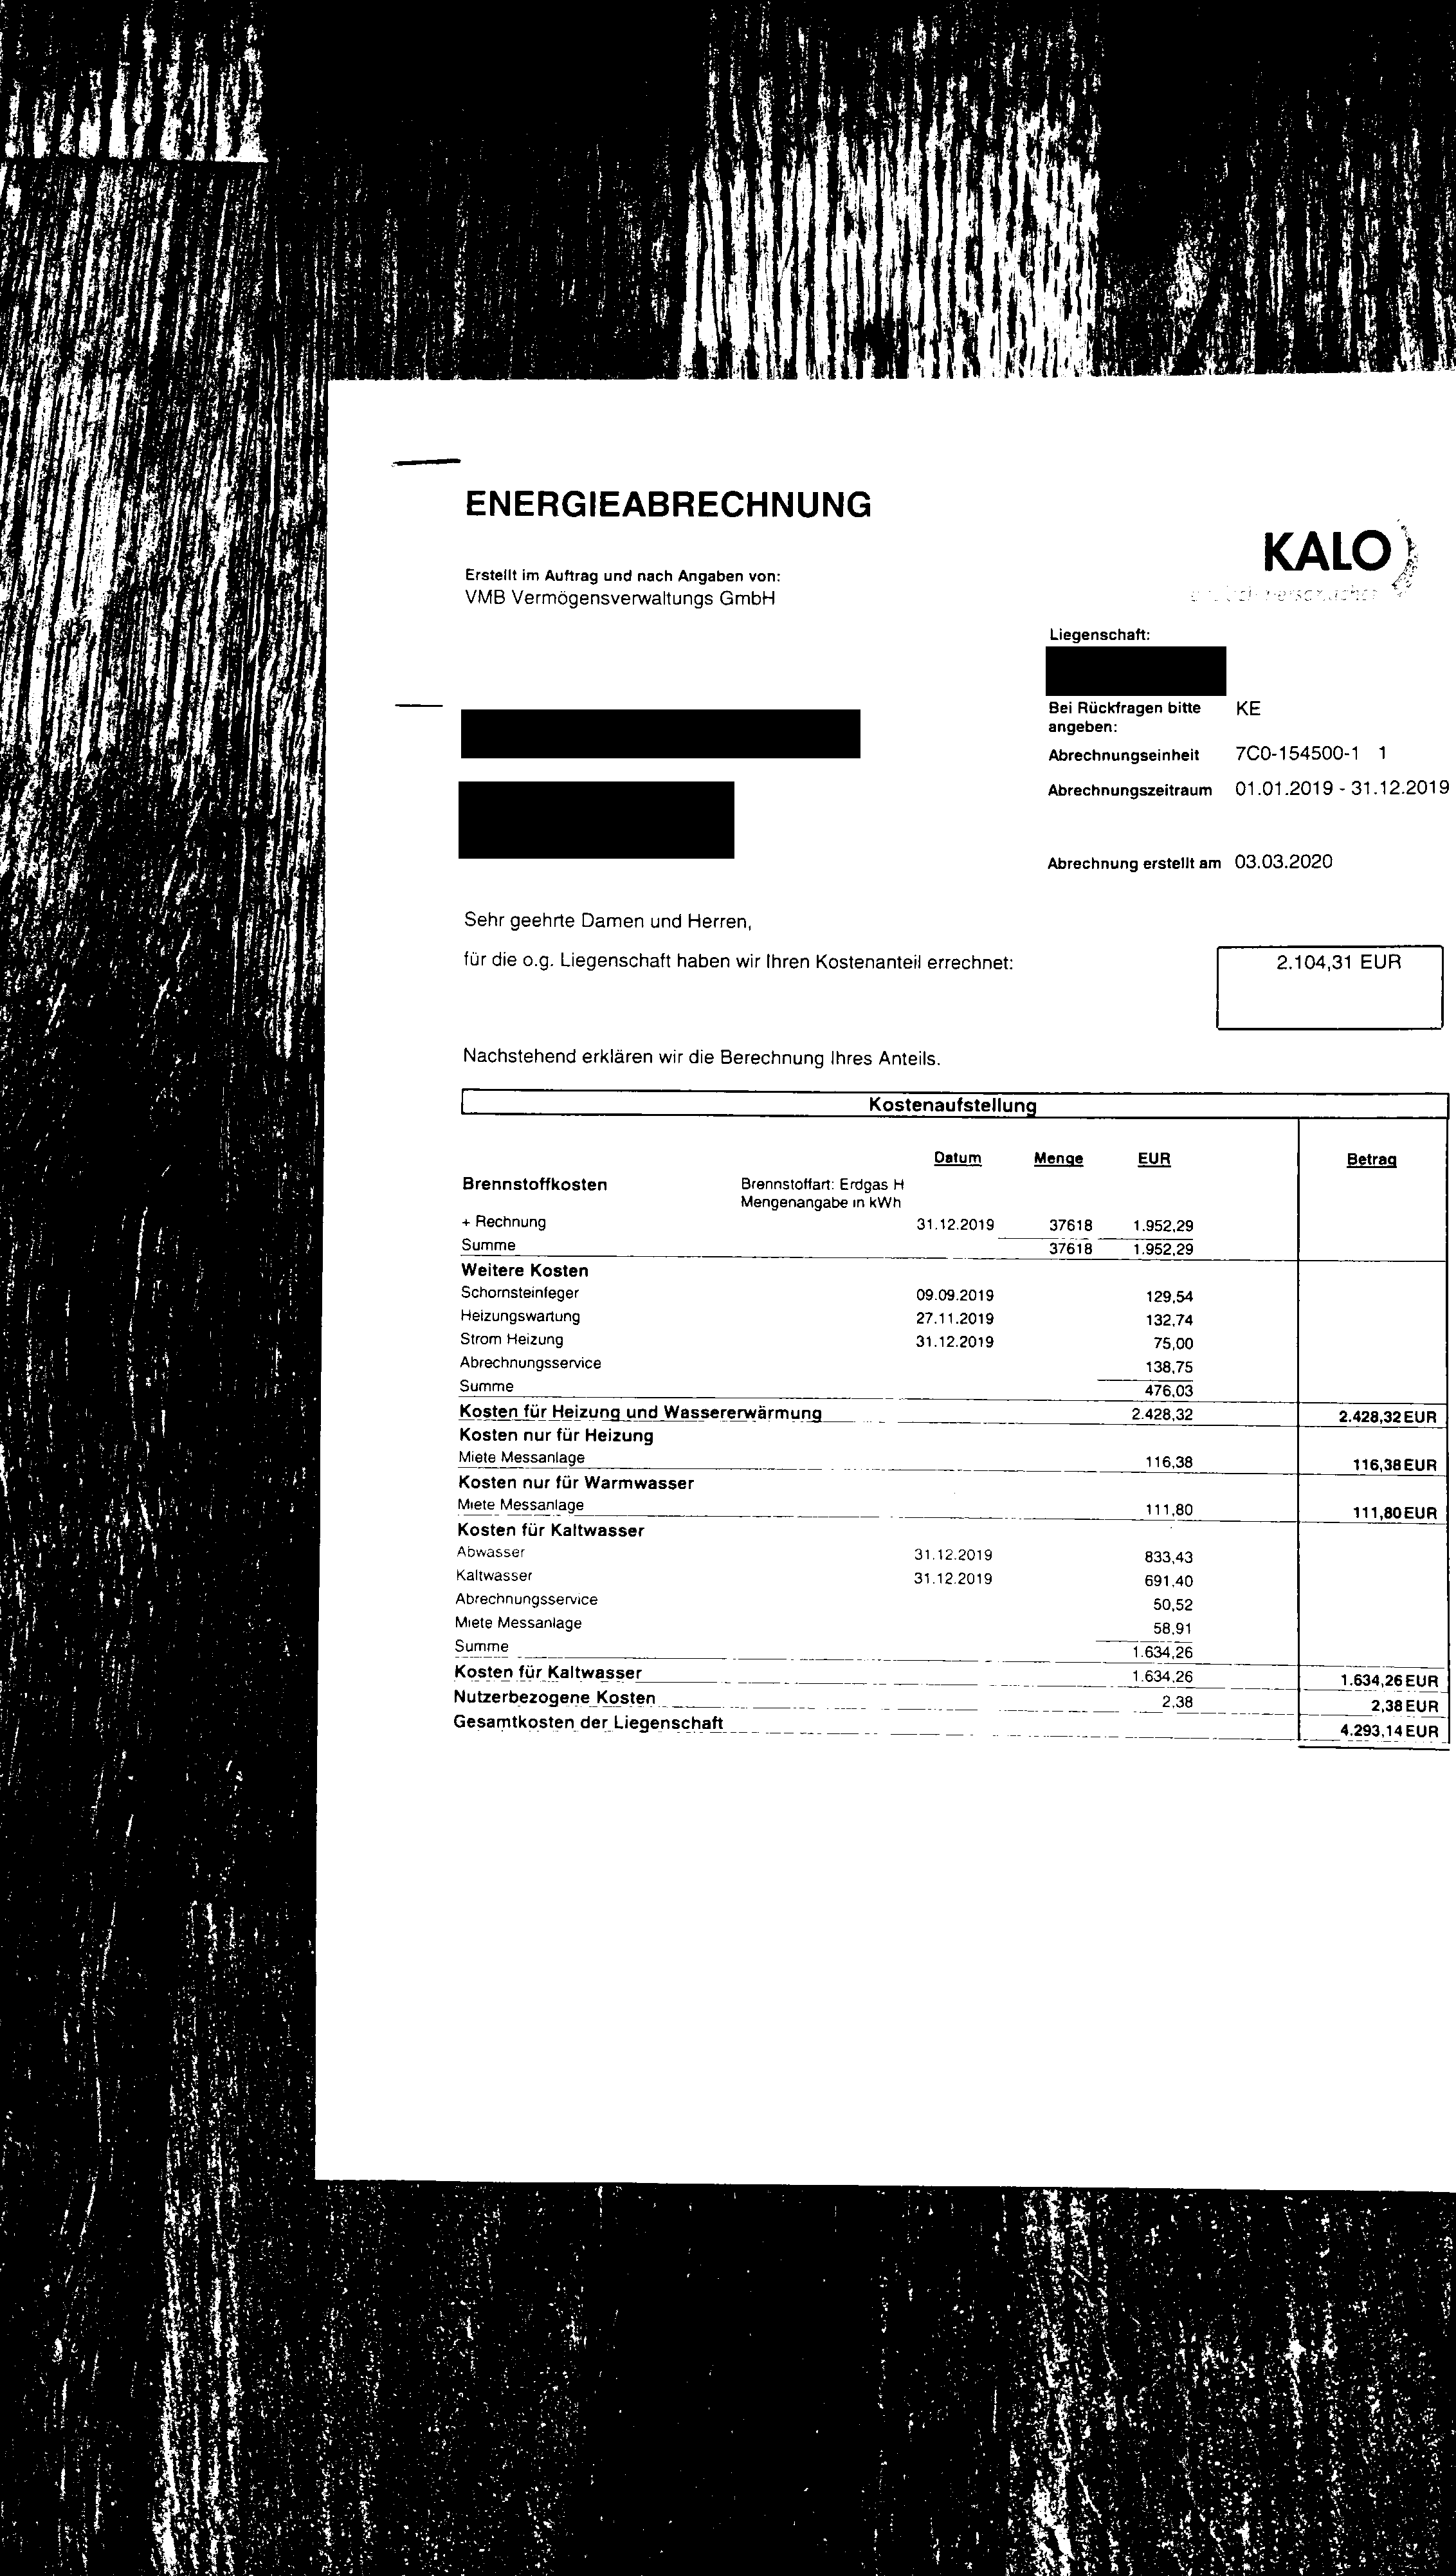 ENERGIEABRECHNUNG
KALO
Erstellt im Auftrag und nach Angaben von:
VMB Vermögensverwaltungs GmbH
Liegenschaft:
Bei Rückfragen bitte angeben: KE
Abrechnungseinheit 7C0-154500-1 1
Abrechnungszeitraum 01.01.2019 - 31.12.2019
Abrechnung erstellt am 03.03.2020
Sehr geehrte Damen und Herren,
für die o.g. Liegenschaft haben wir Ihren Kostenanteil errechnet: 2.104,31 EUR
Nachstehend erklären wir die Berechnung Ihres Anteils.
Kostenaufstellung
Datum Menge EUR Betrag
Brennstoffkosten Brennstoffart: Erdgas H
Mengenangabe in kWh
+ Rechnung 31.12.2019 37618 1.952,29
Summe 37618 1.952,29
Weitere Kosten
Schornsteinfeger 09.09.2019 129,54
Heizungswartung 27.11.2019 132,74
Strom Heizung 31.12.2019 75,00
Abrechnungsservice 138,75
Summe 476,03
Kosten für Heizung und Wassererwärmung 2.428,32 2.428,32 EUR
Kosten nur für Heizung
Miete Messanlage 116,38 116,38 EUR
Kosten nur für Warmwasser
Miete Messanlage 111,80 111,80 EUR
Kosten für Kaltwasser
Abwasser 31.12.2019 833,43
Kaltwasser 31.12.2019 691,40
Abrechnungsservice 50,52
Miete Messanlage 58,91
Summe 1.634,26
Kosten für Kaltwasser 1.634,26 1.634,26 EUR
Nutzerbezogene Kosten 2,38 2,38 EUR
Gesamtkosten der Liegenschaft 4.293,14 EUR